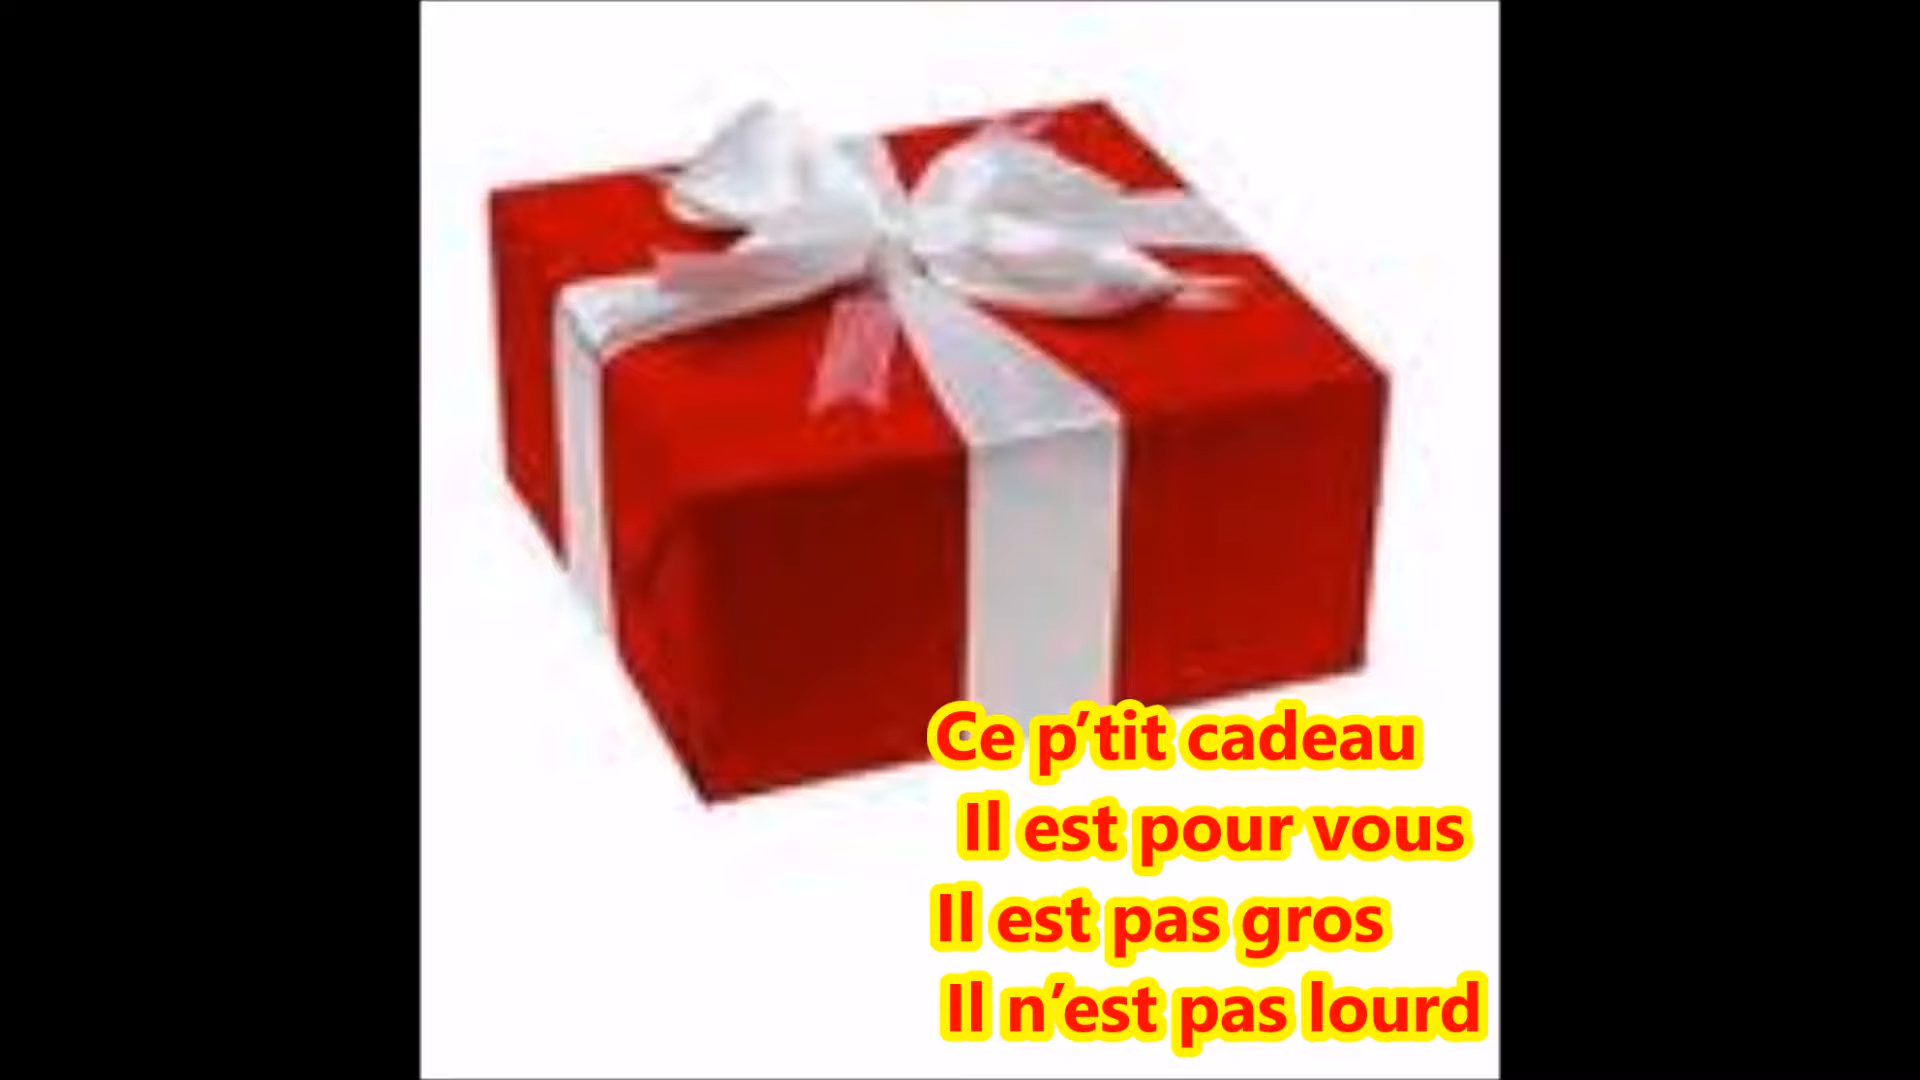 Ce p’tit cadeau
Il est pour vous
Il est pas gros
Il n’est pas lourd